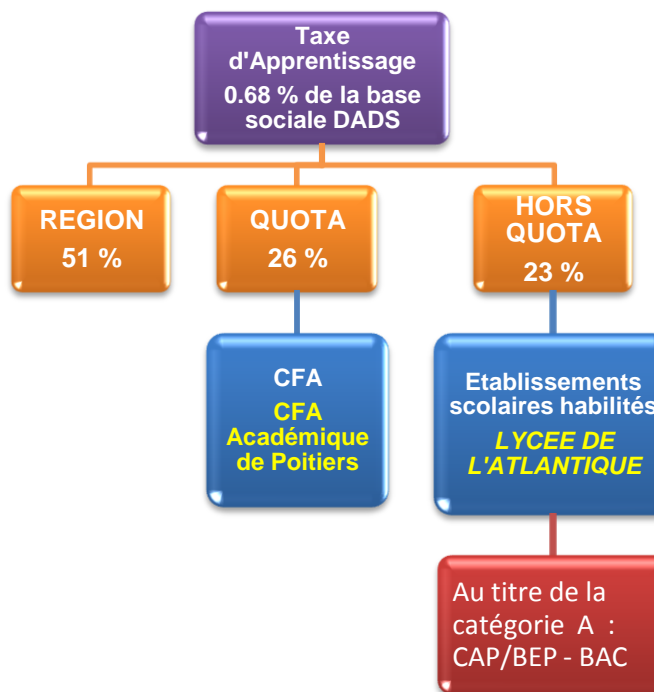 Taxe
d'Apprentissage
0.68 % de la base
sociale DADS
REGION
51 %
QUOTA
26 %
HORS
QUOTA
23 %
CFA
CFA
Académique
de Poitiers
Etablissements
scolaires habilités
LYCEE DE
L'ATLANTIQUE
Au titre de la
catégorie A :
CAP/BEP - BAC